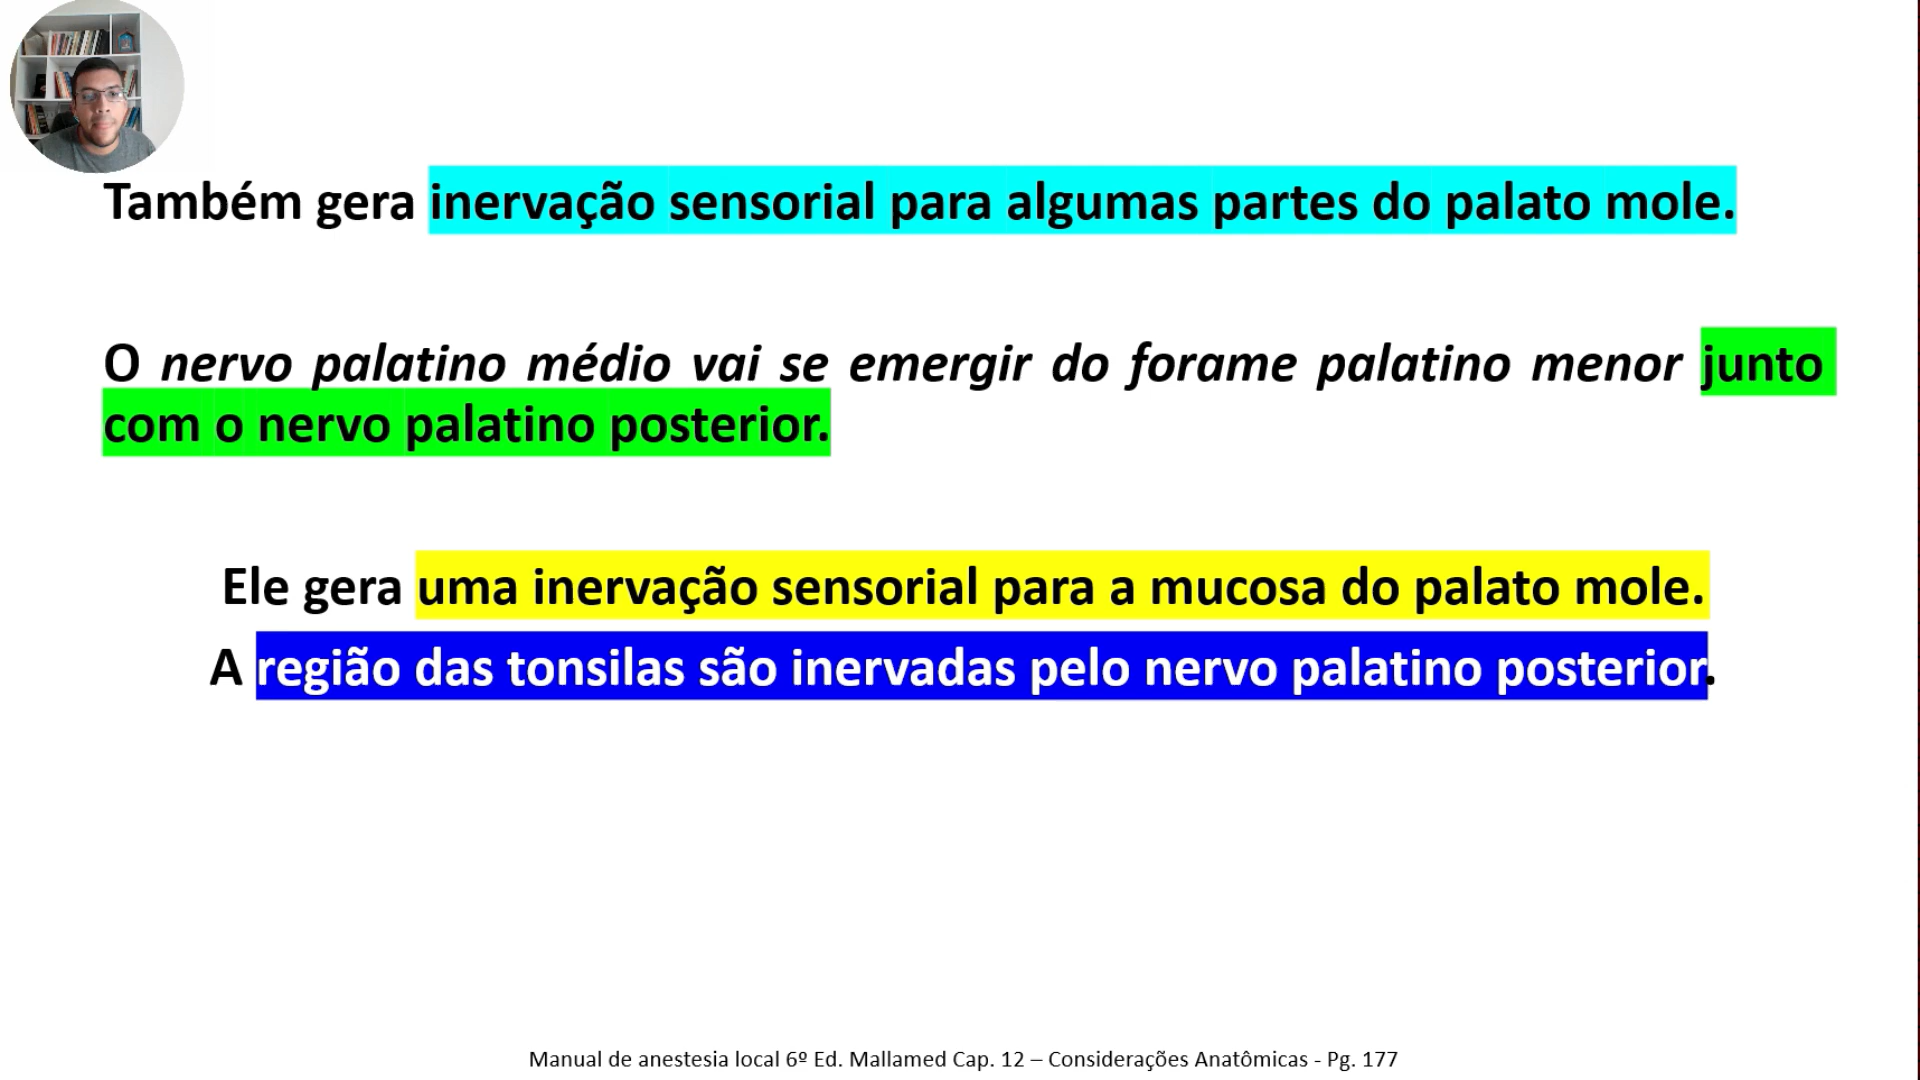 Também gera inervação sensorial para algumas partes do palato mole.
O nervo palatino médio vai se emergir do forame palatino menor junto
com o nervo palatino posterior.
Ele gera uma inervação sensorial para a mucosa do palato mole.
A região das tonsilas são inervadas pelo nervo palatino posterior.
Manual de anestesia local 6º Ed. Mallamed Cap. 12 – Considerações Anatômicas - Pg. 177